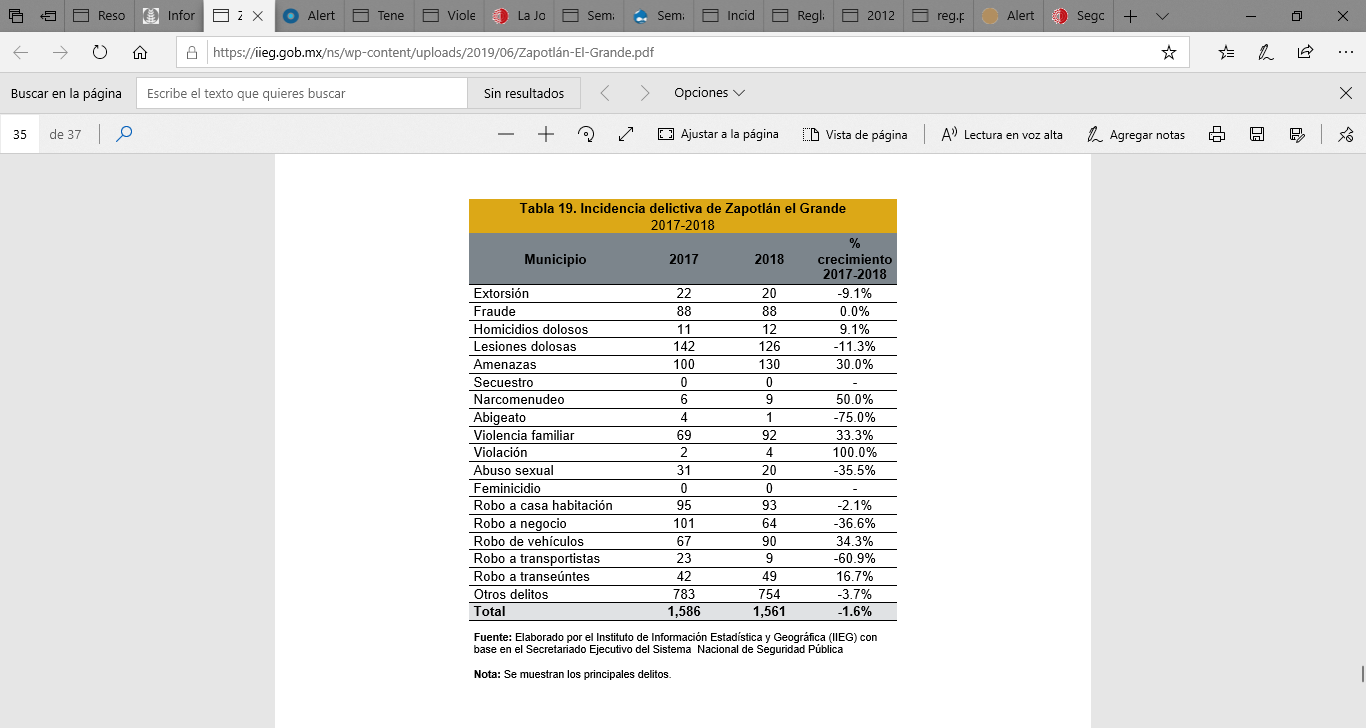 Reso Infor Z Alert Tene Viole La Jo Sem Sem Incid Regl 2012 reg.p Alert Segc
https://iieg.gob.mx/ns/wp-content/uploads/2019/06/Zapotlán-El-Grande.pdf
Buscar en la página Escribe el texto que quieres buscar Sin resultados Opciones
35 de 37 Ajustar a la página Vista de página Lectura en voz alta Agregar notas
Tabla 19. Incidencia delictiva de Zapotlán el Grande
2017-2018
Municipio 2017 2018 % crecimiento 2017-2018
Extorsión 22 20 -9.1%
Fraude 88 88 0.0%
Homicidios dolosos 11 12 9.1%
Lesiones dolosas 142 126 -11.3%
Amenazas 100 130 30.0%
Secuestro 0 0 -
Narcomenudeo 6 9 50.0%
Abigeato 4 1 -75.0%
Violencia familiar 69 92 33.3%
Violación 2 4 100.0%
Abuso sexual 31 20 -35.5%
Feminicidio 0 0 -
Robo a casa habitación 95 93 -2.1%
Robo a negocio 101 64 -36.6%
Robo de vehículos 67 90 34.3%
Robo a transportistas 23 9 -60.9%
Robo a transeúntes 42 49 16.7%
Otros delitos 783 754 -3.7%
Total 1,586 1,561 -1.6%
Fuente: Elaborado por el Instituto de Información Estadística y Geográfica (IIEG) con
base en el Secretariado Ejecutivo del Sistema Nacional de Seguridad Pública
Nota: Se muestran los principales delitos.